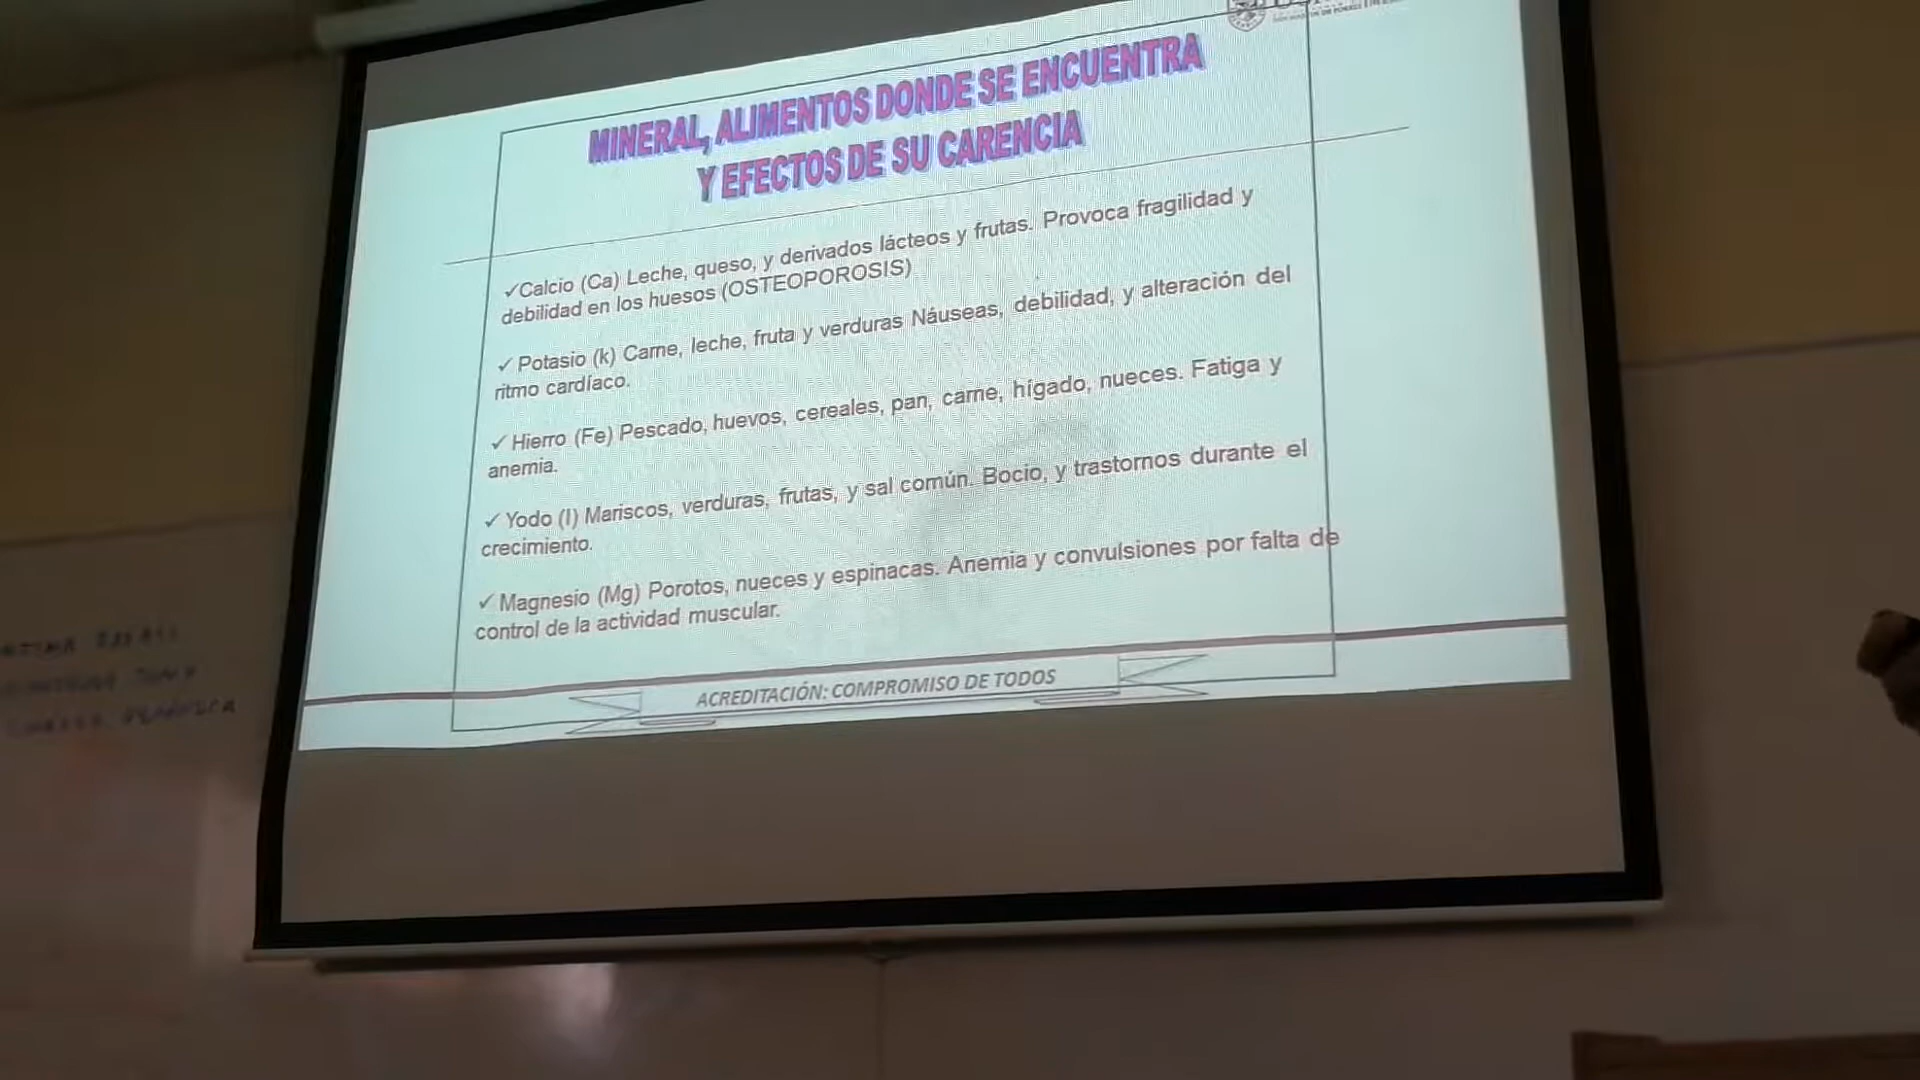 MINERAL, ALIMENTOS DONDE SE ENCUENTRA
Y EFECTOS DE SU CARENCIA
✓Calcio (Ca) Leche, queso, y derivados lácteos y frutas. Provoca fragilidad y
debilidad en los huesos (OSTEOPOROSIS)
✓ Potasio (k) Carne, leche, fruta y verduras Náuseas, debilidad, y alteración del
ritmo cardíaco.
✓ Hierro (Fe) Pescado, huevos, cereales, pan, carne, hígado, nueces. Fatiga y
anemia.
✓ Yodo (I) Mariscos, verduras, frutas, y sal común. Bocio, y trastornos durante el
crecimiento.
✓ Magnesio (Mg) Porotos, nueces y espinacas. Anemia y convulsiones por falta de
control de la actividad muscular.
ACREDITACIÓN: COMPROMISO DE TODOS